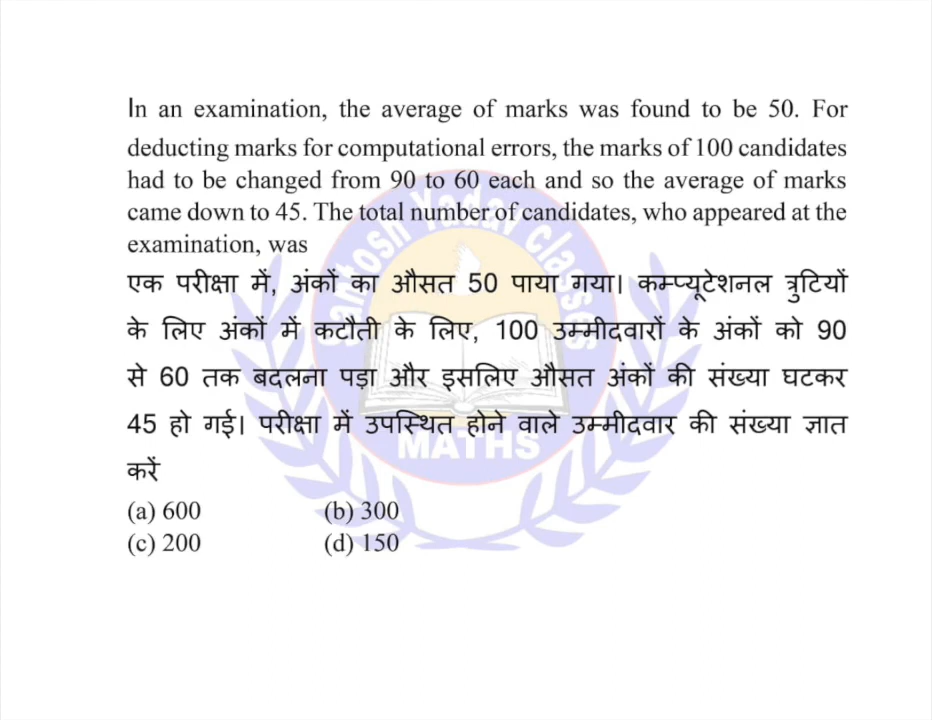 In an examination, the average of marks was found to be 50. For
deducting marks for computational errors, the marks of 100 candidates
had to be changed from 90 to 60 each and so the average of marks
came down to 45. The total number of candidates, who appeared at the
examination, was
एक परीक्षा में, अंकों का औसत 50 पाया गया। कम्प्यूटेशनल त्रुटियों
के लिए अंकों में कटौती के लिए, 100 उम्मीदवारों के अंकों को 90
से 60 तक बदलना पड़ा और इसलिए औसत अंकों की संख्या घटकर
45 हो गई। परीक्षा में उपस्थित होने वाले उम्मीदवार की संख्या ज्ञात
करें
(a) 600 (b) 300
(c) 200 (d) 150
Santosh Yadav Classes
MATHS